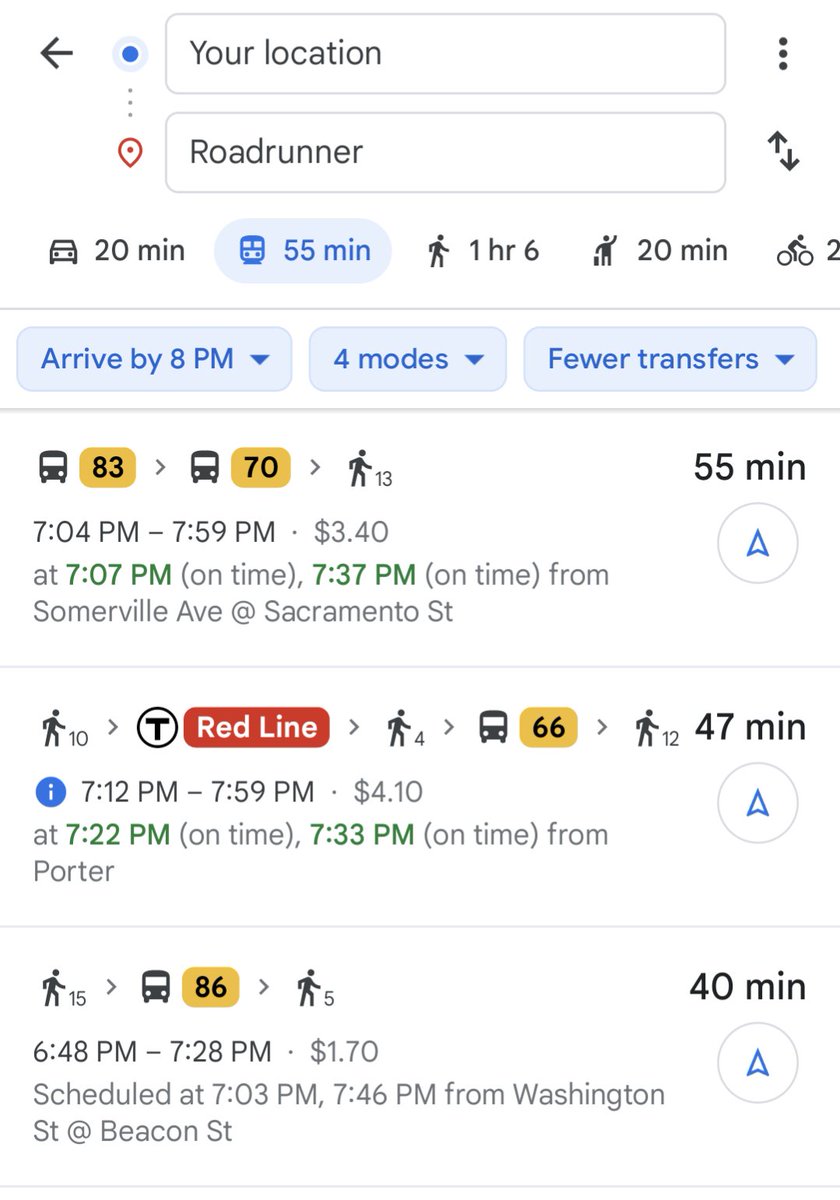 Your location
Roadrunner
20 min 55 min 1 hr 6 20 min 2
Arrive by 8 PM 4 modes Fewer transfers
83 > 70 > 13 55 min
7:04 PM – 7:59 PM · $3.40
at 7:07 PM (on time), 7:37 PM (on time) from
Somerville Ave @ Sacramento St
10 > T Red Line > 4 > 66 > 12 47 min
i 7:12 PM – 7:59 PM · $4.10
at 7:22 PM (on time), 7:33 PM (on time) from
Porter
15 > 86 > 5 40 min
6:48 PM – 7:28 PM · $1.70
Scheduled at 7:03 PM, 7:46 PM from Washington
St @ Beacon St